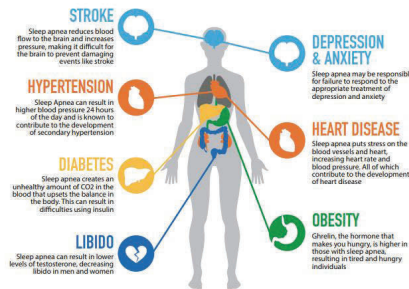 STROKE
Sleep apnea reduces blood
flow to the brain and increases
pressure, making it difficult for
the brain to prevent damaging
events like stroke
HYPERTENSION
Sleep Apnea can result in
higher blood pressure 24 hours
of the day and is known to
contribute to the development
of secondary hypertension
DIABETES
Sleep apnea creates an
unhealthy amount of CO2 in the
blood that upsets the balance in
the body. This can result in
difficulties using insulin
LIBIDO
Sleep apnea can result in lower
levels of testosterone, decreasing
libido in men and women
DEPRESSION
& ANXIETY
Sleep apnea may be responsible
for failure to respond to the
appropriate treatment of
depression and anxiety
HEART DISEASE
Sleep apnea puts stress on the
blood vessels and heart,
increasing heart rate and
blood pressure. All of which
contribute to the development
of heart disease
OBESITY
Ghrelin, the hormone that
makes you hungry, is higher in
those with sleep apnea,
resulting in tired and hungry
individuals